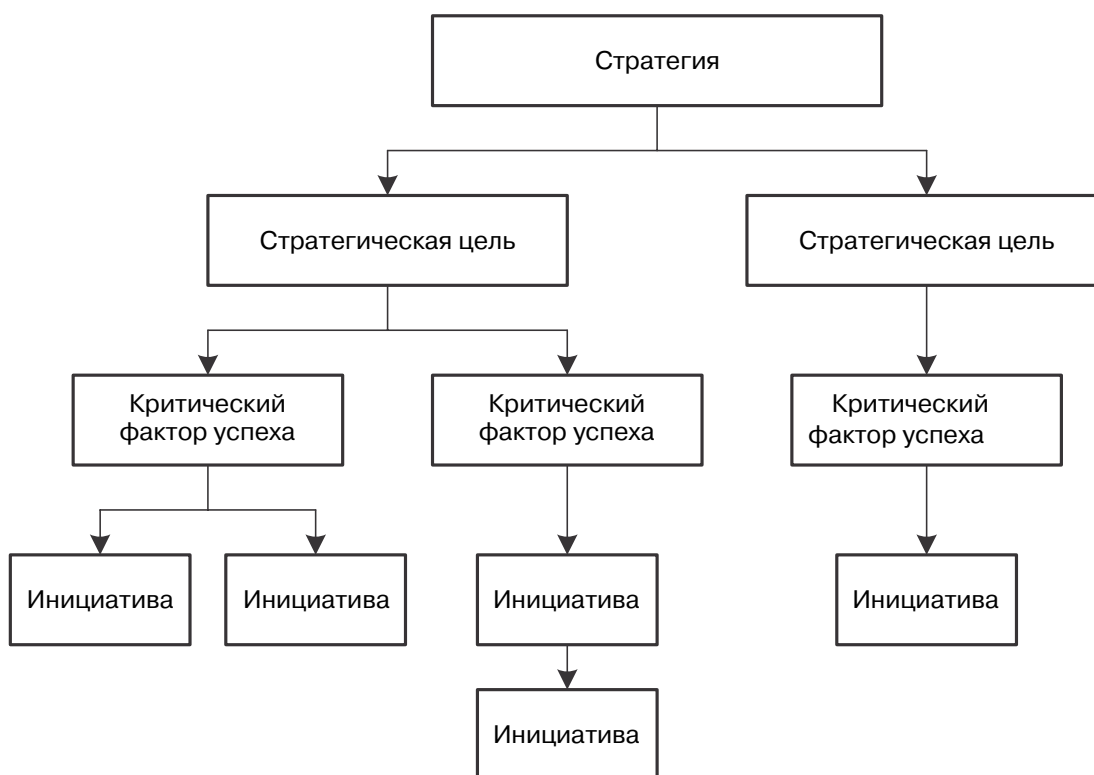 Стратегия
Стратегическая цель
Стратегическая цель
Критический
фактор успеха
Критический
фактор успеха
Критический
фактор успеха
Инициатива
Инициатива
Инициатива
Инициатива
Инициатива